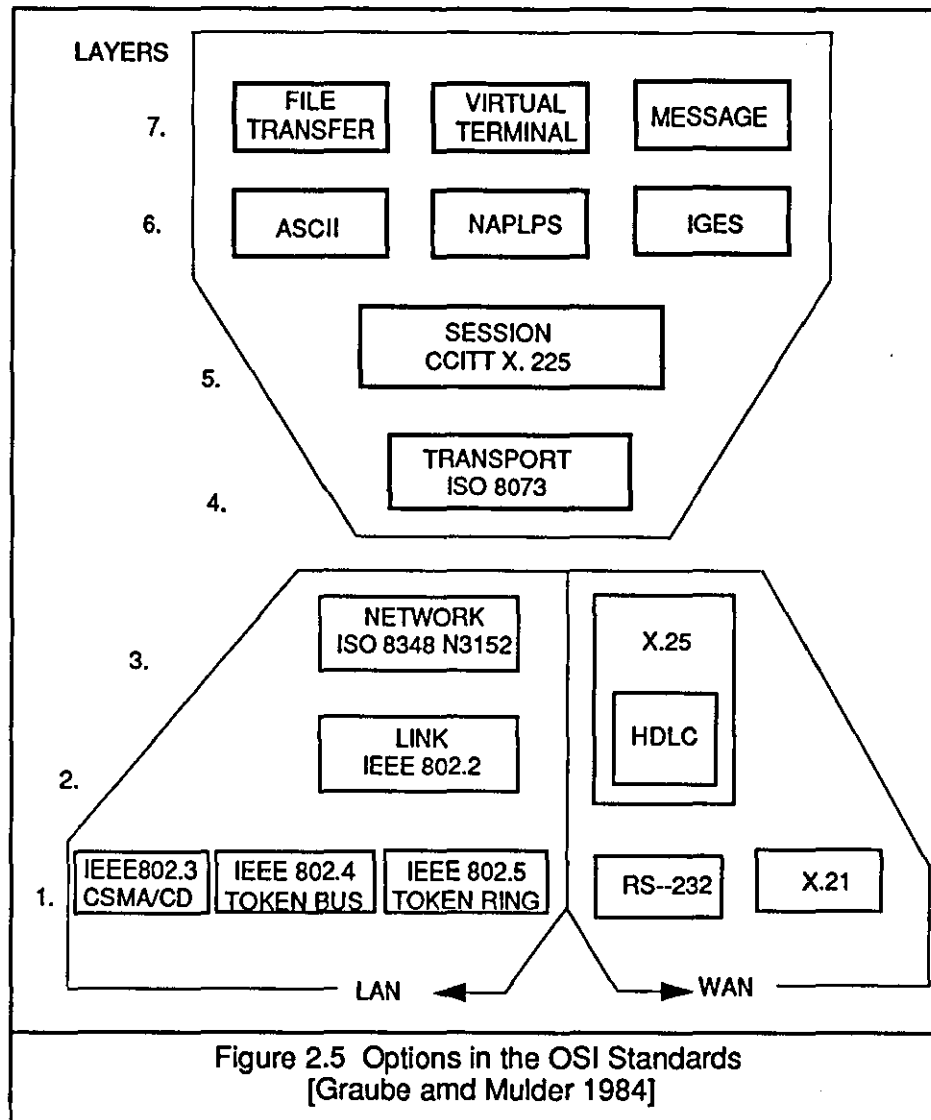 LAYERS
7.
FILE
TRANSFER
VIRTUAL
TERMINAL
MESSAGE
6.
ASCII
NAPLPS
IGES
5.
SESSION
CCITT X. 225
4.
TRANSPORT
ISO 8073
3.
NETWORK
ISO 8348 N3152
X.25
2.
LINK
IEEE 802.2
HDLC
1.
IEEE802.3
CSMA/CD
IEEE 802.4
TOKEN BUS
IEEE 802.5
TOKEN RING
RS--232
X.21
LAN
WAN
Figure 2.5 Options in the OSI Standards
[Graube amd Mulder 1984]